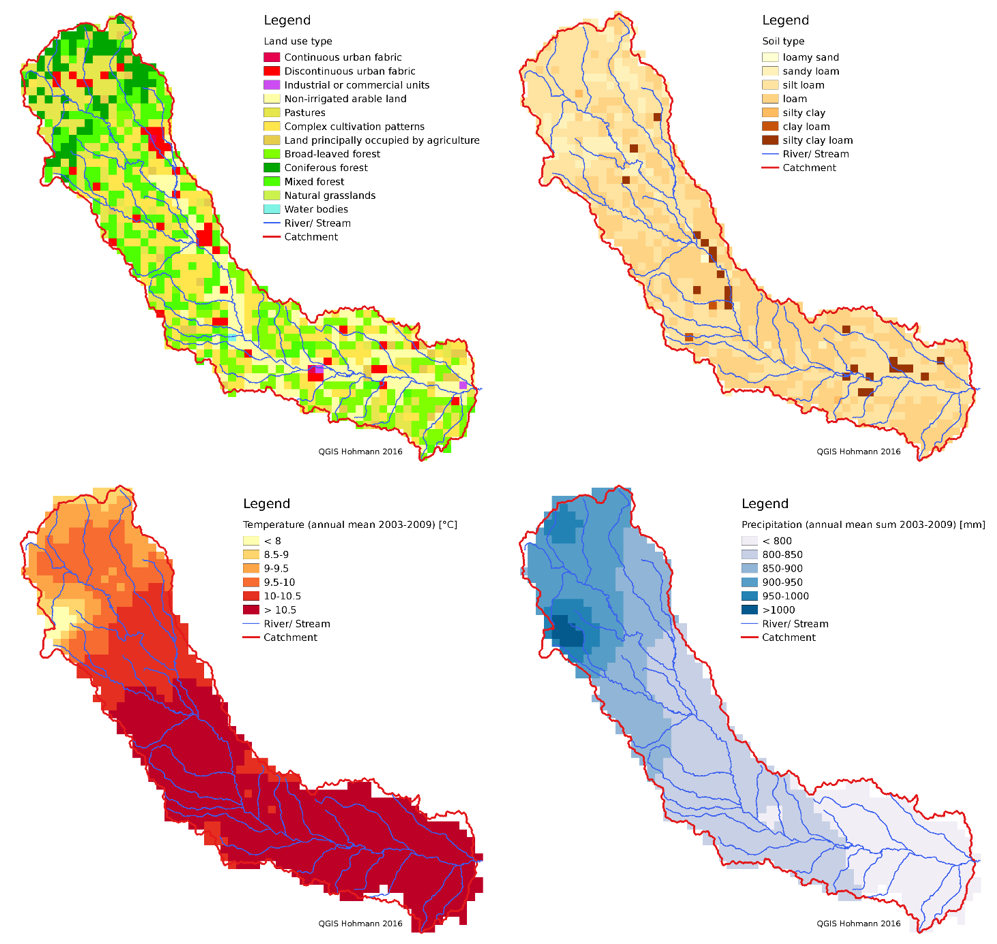 Legend
Land use type
Continuous urban fabric
Discontinuous urban fabric
Industrial or commercial units
Non-irrigated arable land
Pastures
Complex cultivation patterns
Land principally occupied by agriculture
Broad-leaved forest
Coniferous forest
Mixed forest
Natural grasslands
Water bodies
River/ Stream
Catchment
QGIS Hohmann 2016
Legend
Soil type
loamy sand
sandy loam
silt loam
loam
silty clay
clay loam
silty clay loam
River/ Stream
Catchment
QGIS Hohmann 2016
Legend
Temperature (annual mean 2003-2009) [°C]
< 8
8.5-9
9-9.5
9.5-10
10-10.5
> 10.5
River/ Stream
Catchment
QGIS Hohmann 2016
Legend
Precipitation (annual mean sum 2003-2009) [mm]
< 800
800-850
850-900
900-950
950-1000
>1000
River/ Stream
Catchment
QGIS Hohmann 2016